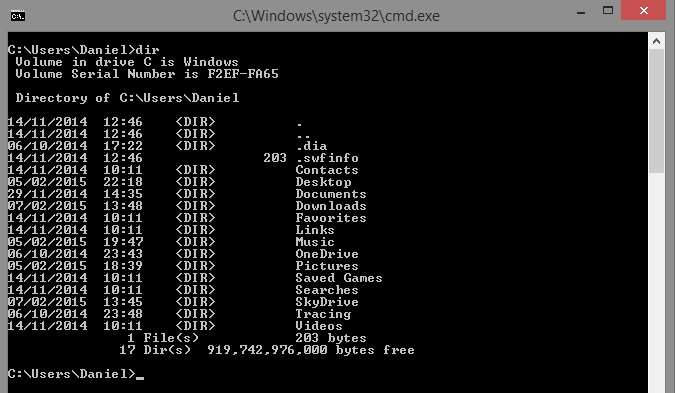 C:\Windows\system32\cmd.exe
C:\Users\Daniel>dir
 Volume in drive C is Windows
 Volume Serial Number is F2EF-FA65

 Directory of C:\Users\Daniel

14/11/2014  12:46    <DIR>          .
14/11/2014  12:46    <DIR>          ..
06/10/2014  17:22    <DIR>          .dia
14/11/2014  12:46               203 .swfinfo
14/11/2014  10:11    <DIR>          Contacts
05/02/2015  22:18    <DIR>          Desktop
29/11/2014  14:35    <DIR>          Documents
07/02/2015  13:48    <DIR>          Downloads
14/11/2014  10:11    <DIR>          Favorites
14/11/2014  10:11    <DIR>          Links
05/02/2015  19:47    <DIR>          Music
06/10/2014  23:43    <DIR>          OneDrive
05/02/2015  18:39    <DIR>          Pictures
14/11/2014  10:11    <DIR>          Saved Games
14/11/2014  10:11    <DIR>          Searches
07/02/2015  13:45    <DIR>          SkyDrive
06/10/2014  23:48    <DIR>          Tracing
14/11/2014  10:11    <DIR>          Videos
               1 File(s)            203 bytes
              17 Dir(s)  919,742,976,000 bytes free

C:\Users\Daniel>_